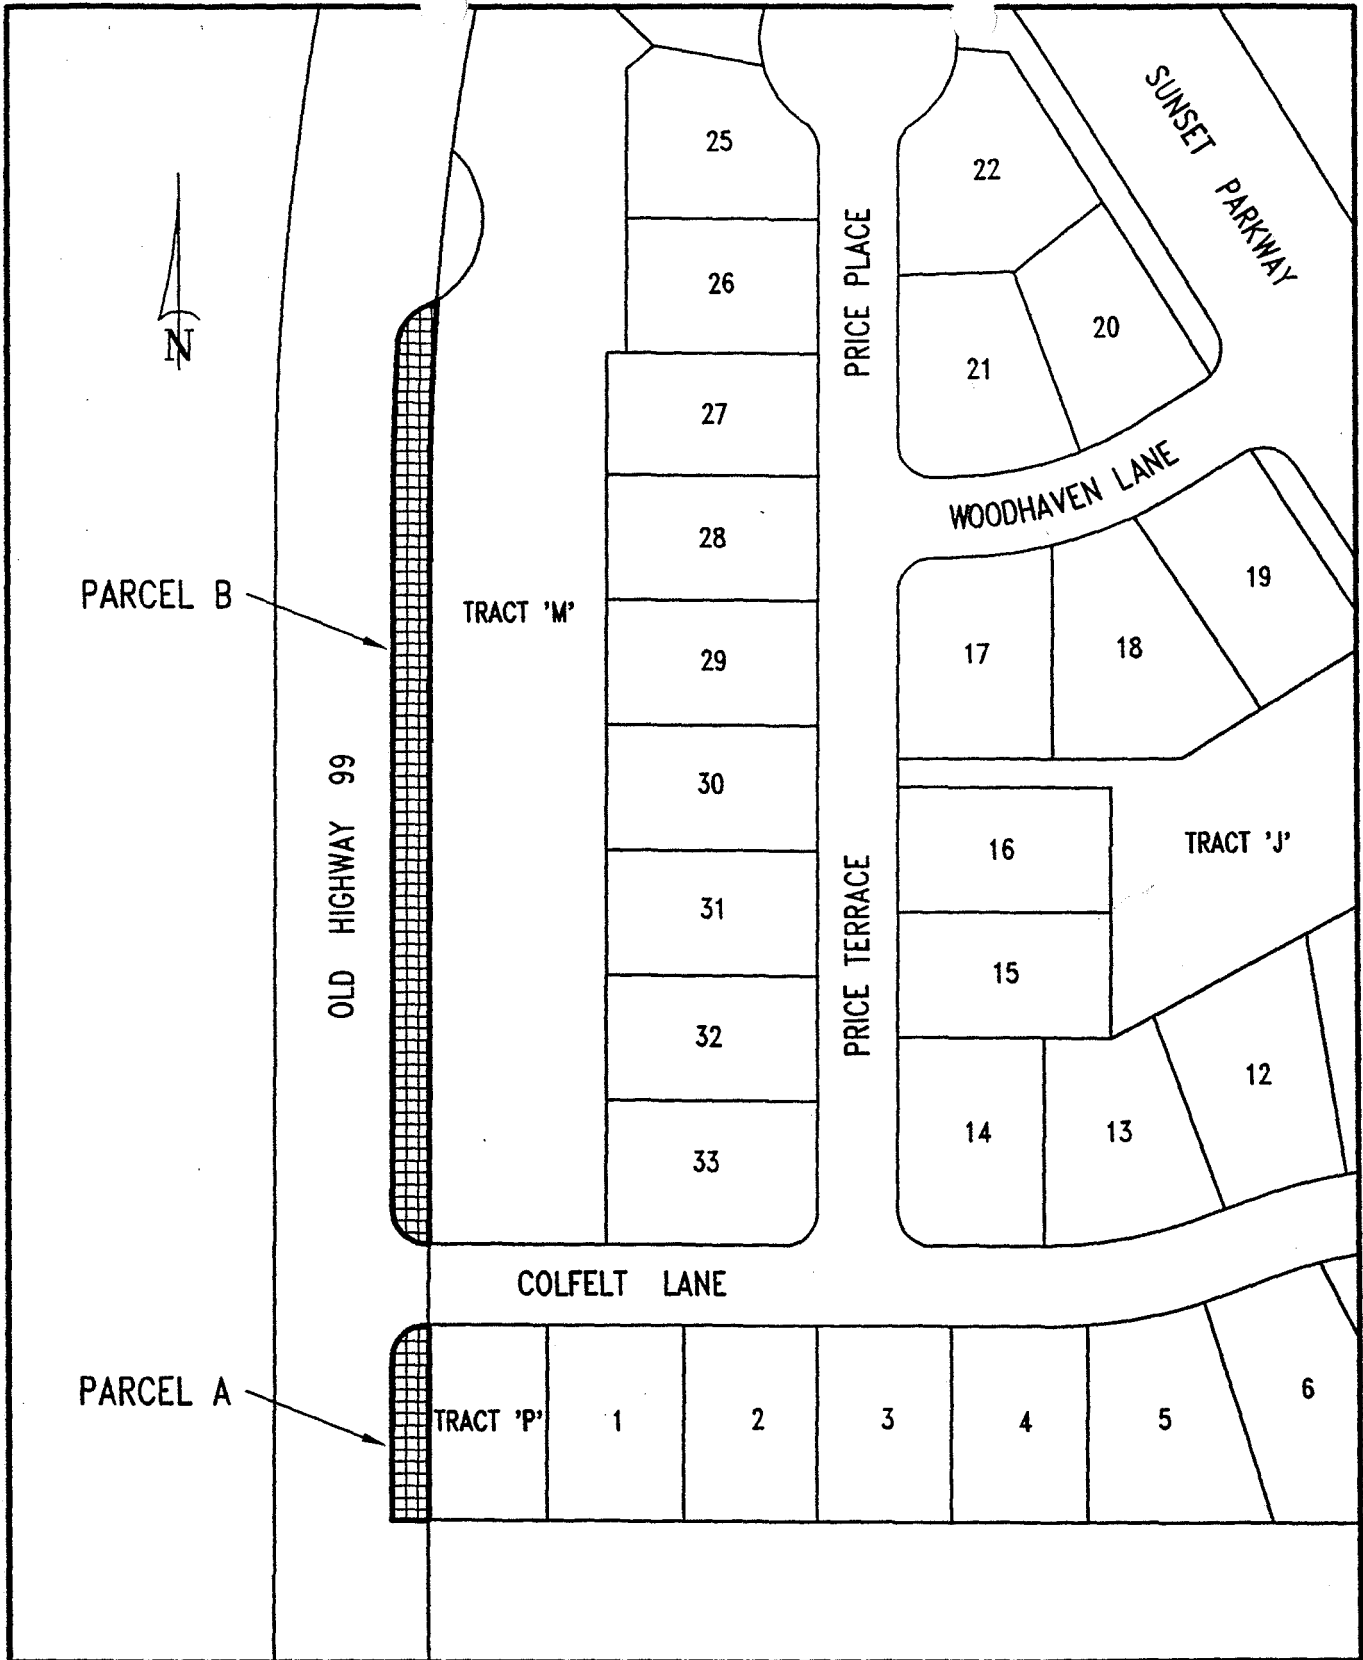 SUNSET PARKWAY
25
22
PRICE PLACE
26
20
N
21
27
WOODHAVEN LANE
28
19
PARCEL B
TRACT 'M'
17
18
29
OLD HIGHWAY 99
30
16
TRACT 'J'
PRICE TERRACE
31
15
32
12
14
13
33
COLFELT LANE
PARCEL A
TRACT 'P'
1
2
3
4
5
6